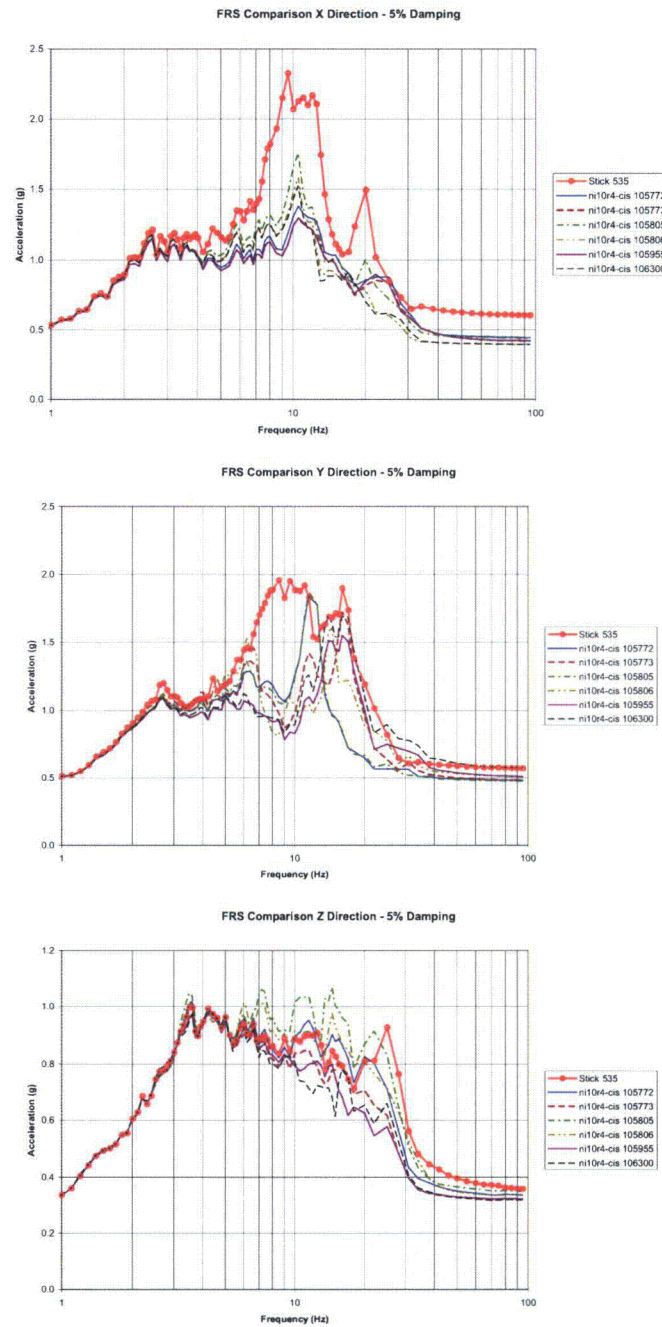 FRS Comparison X Direction - 5% Damping
2.5
2.0
1.5
1.0
0.5
0.0
Acceleration (g)
1
10
100
Frequency (Hz)
Stick 535
ni10r4-cis 105772
ni10r4-cis 105773
ni10r4-cis 105805
ni10r4-cis 105806
ni10r4-cis 105955
ni10r4-cis 106300
FRS Comparison Y Direction - 5% Damping
2.5
2.0
1.5
1.0
0.5
0.0
Acceleration (g)
1
10
100
Frequency (Hz)
Stick 535
ni10r4-cis 105772
ni10r4-cis 105773
ni10r4-cis 105805
ni10r4-cis 105806
ni10r4-cis 105955
ni10r4-cis 106300
FRS Comparison Z Direction - 5% Damping
1.2
1.0
0.8
0.6
0.4
0.2
0.0
Acceleration (g)
1
10
100
Frequency (Hz)
Stick 535
ni10r4-cis 105772
ni10r4-cis 105773
ni10r4-cis 105805
ni10r4-cis 105806
ni10r4-cis 105955
ni10r4-cis 106300